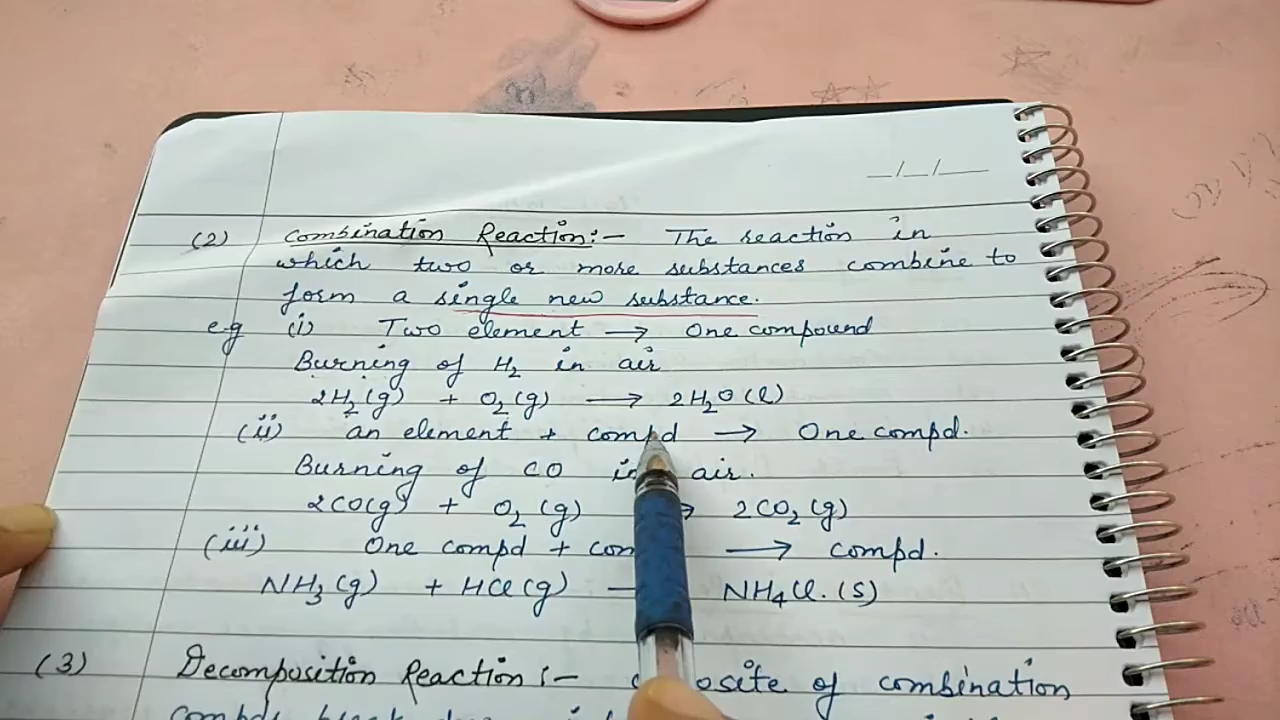 _/_/__
(2) Combination Reaction:- The reaction in
which two or more substances combine to
form a single new substance.
e.g (i) Two element → One compound
Burning of H₂ in air
2H₂(g) + O₂(g) → 2H₂O(l)
(ii) an element + compd → One compd.
Burning of CO in air.
2CO(g) + O₂(g) → 2CO₂(g)
(iii) One compd + → compd.
NH₃(g) + HCl(g) — NH₄Cl.(s)
(3) Decomposition Reaction:- of combination